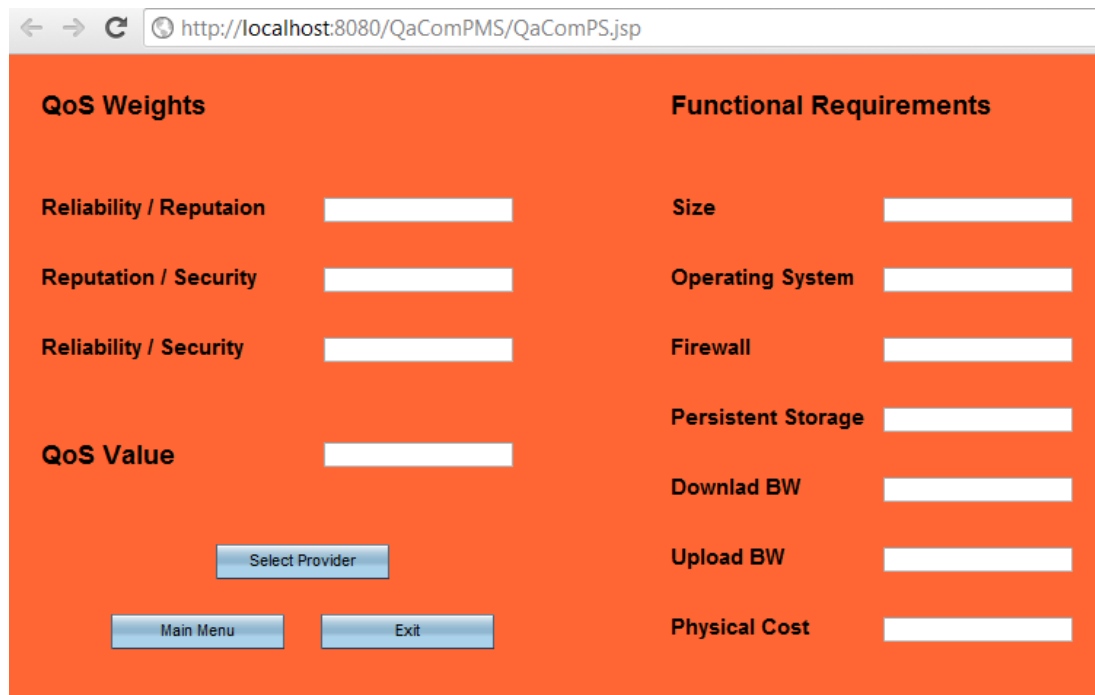 http://localhost:8080/QaComPMS/QaComPS.jsp
QoS Weights
Reliability / Reputaion
Reputation / Security
Reliability / Security
QoS Value
Select Provider
Main Menu
Exit
Functional Requirements
Size
Operating System
Firewall
Persistent Storage
Downlad BW
Upload BW
Physical Cost